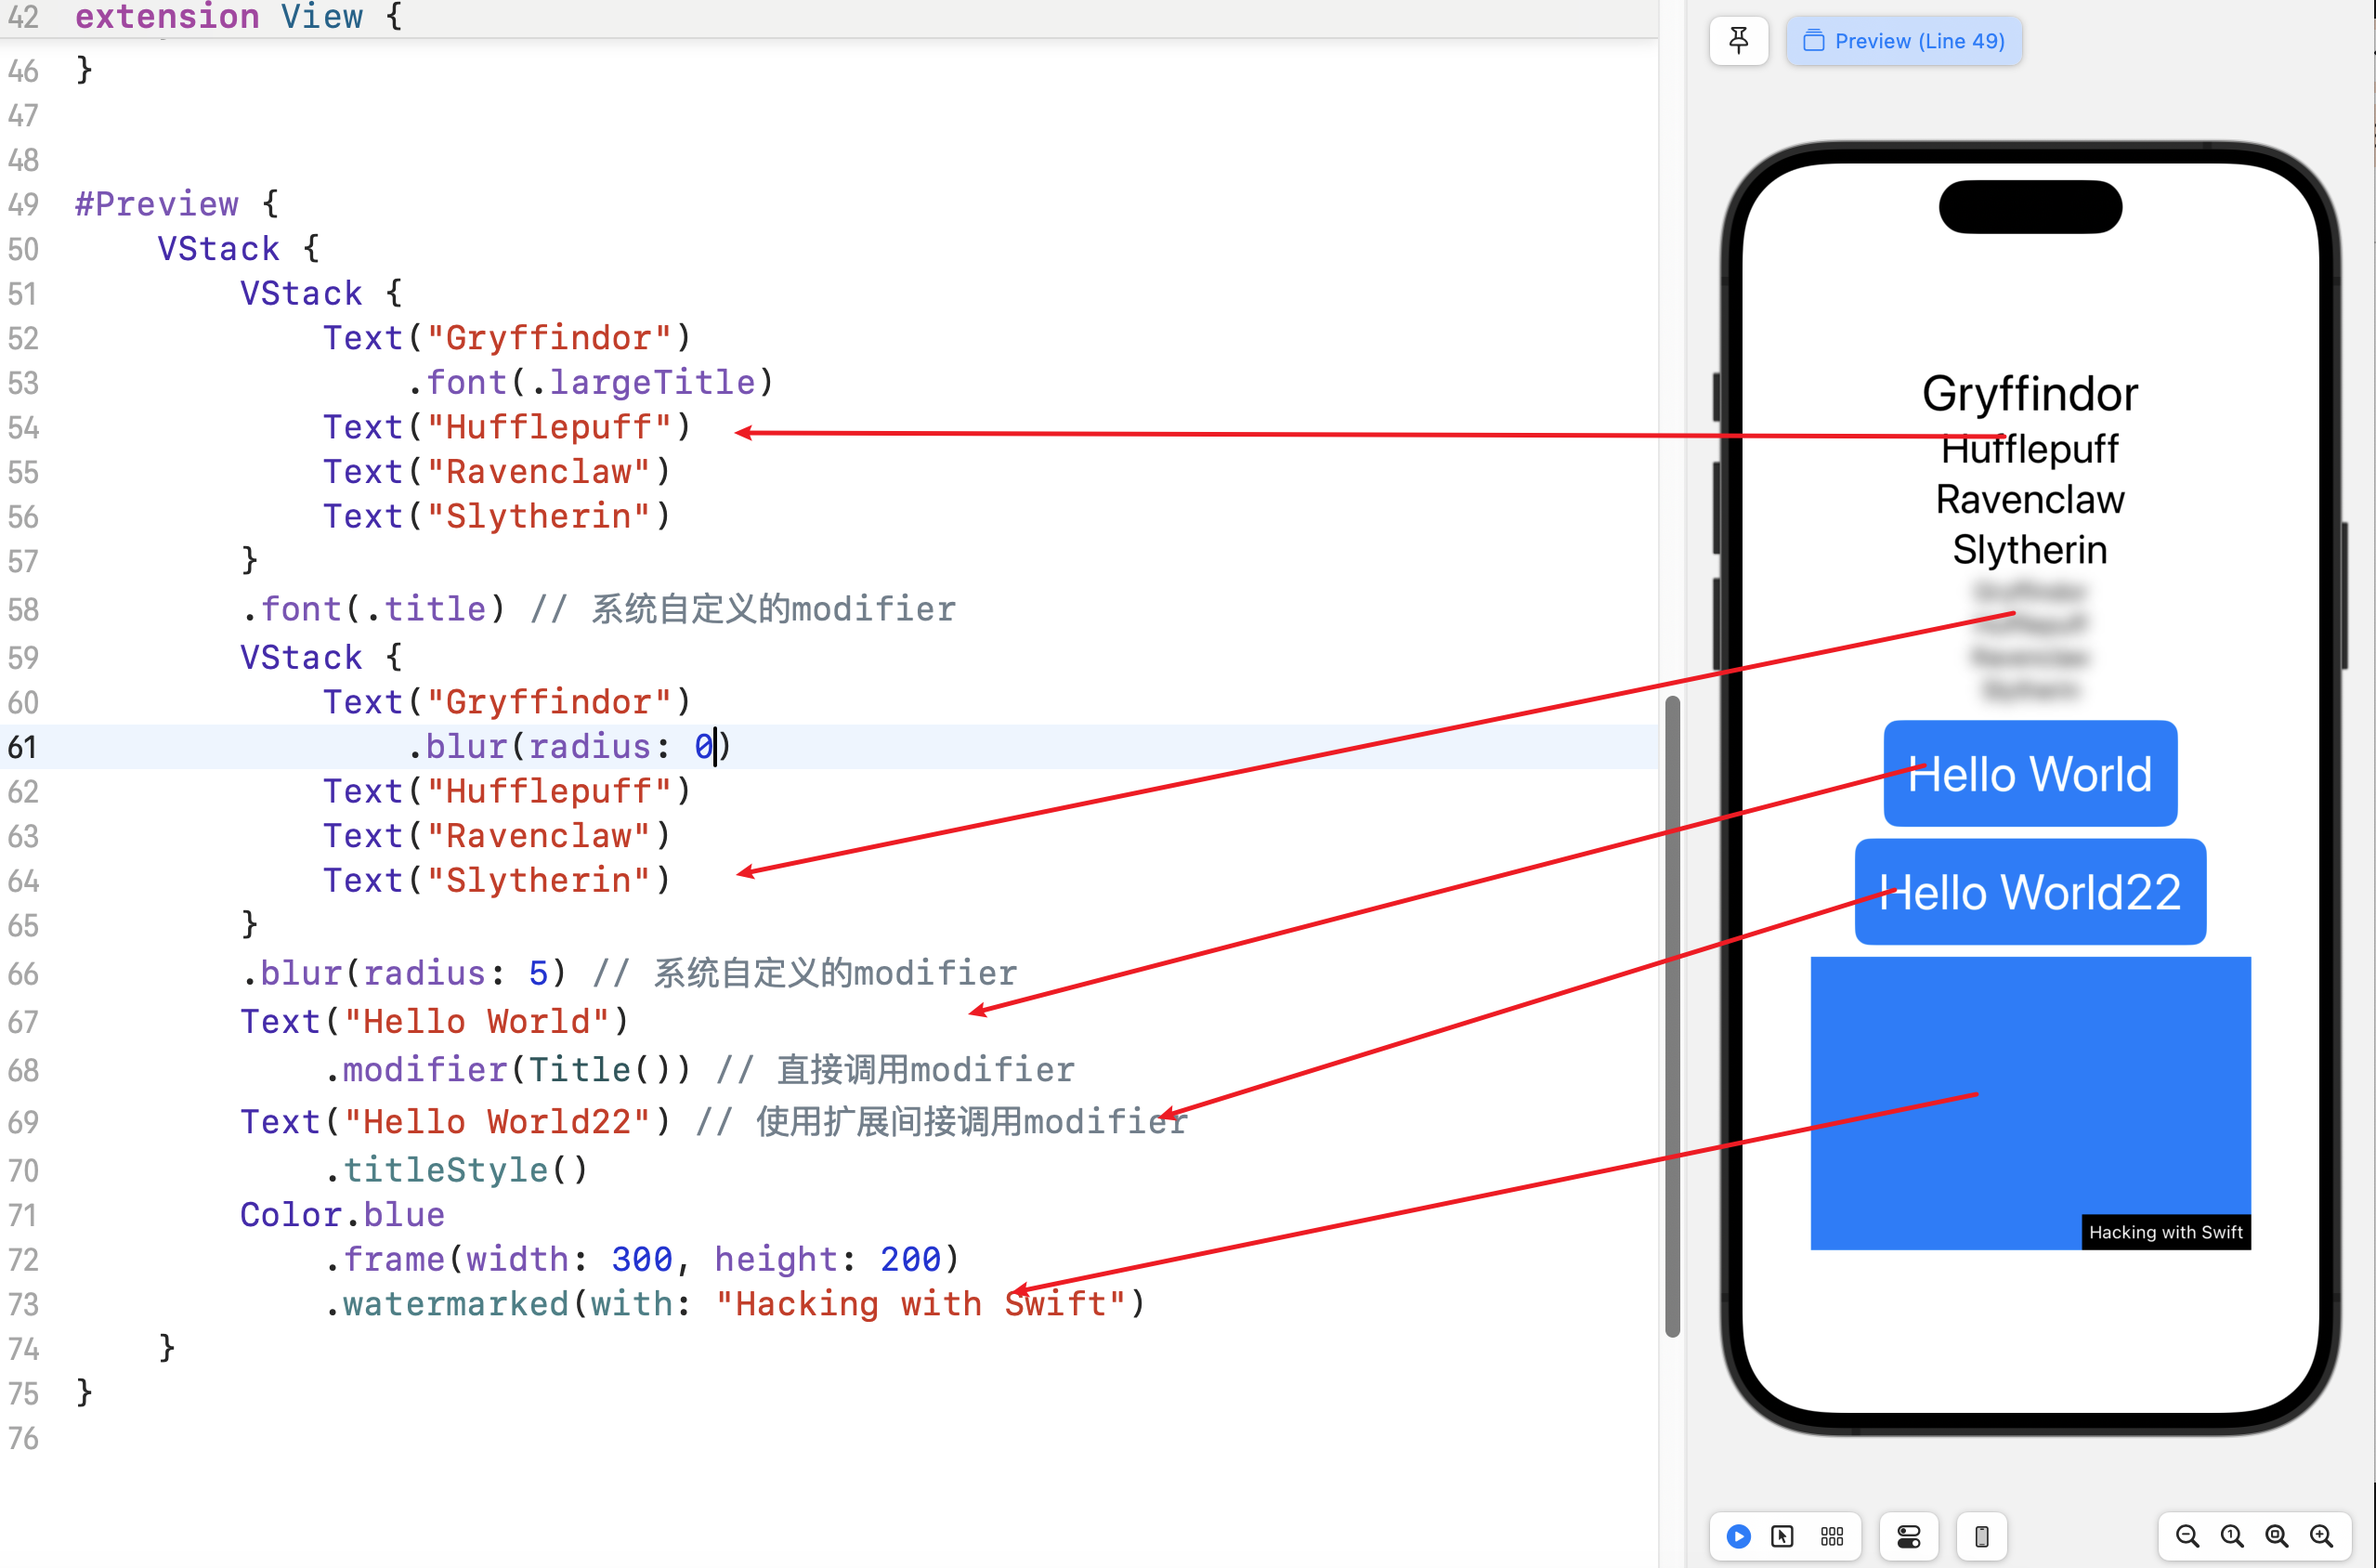 42 extension View {
46 }
47
48
49 #Preview {
50 VStack {
51 VStack {
52 Text("Gryffindor")
53 .font(.largeTitle)
54 Text("Hufflepuff")
55 Text("Ravenclaw")
56 Text("Slytherin")
57 }
58 .font(.title) // 系统自定义的modifier
59 VStack {
60 Text("Gryffindor")
61 .blur(radius: 0)
62 Text("Hufflepuff")
63 Text("Ravenclaw")
64 Text("Slytherin")
65 }
66 .blur(radius: 5) // 系统自定义的modifier
67 Text("Hello World")
68 .modifier(Title()) // 直接调用modifier
69 Text("Hello World22") // 使用扩展间接调用modifier
70 .titleStyle()
71 Color.blue
72 .frame(width: 300, height: 200)
73 .watermarked(with: "Hacking with Swift")
74 }
75 }
76
Preview (Line 49)
Gryffindor
Hufflepuff
Ravenclaw
Slytherin
Gryffindor
Hufflepuff
Ravenclaw
Slytherin
Hello World
Hello World22
Hacking with Swift